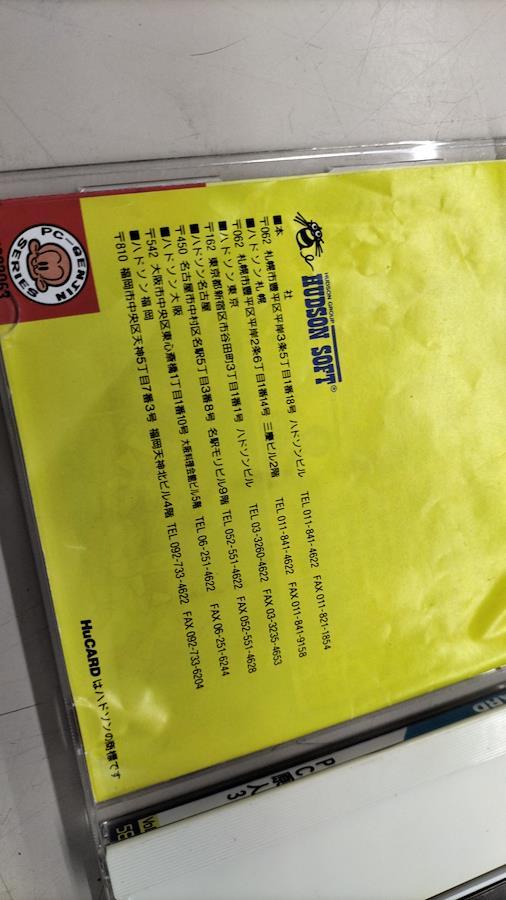 HUDSON GROUP
HUDSON SOFT®
■本　　社
〒062 札幌市豊平区平岸3条5丁目1番18号 ハドソンビル TEL 011-841-4622 FAX 011-821-1854
■ハドソン札幌
〒062 札幌市豊平区平岸2条6丁目1番14号 三慶ビル2階 TEL 011-841-4622 FAX 011-841-9158
■ハドソン東京
〒162 東京都新宿区市谷田町3丁目1番1号 ハドソンビル TEL 03-3260-4622 FAX 03-3235-4653
■ハドソン名古屋
〒450 名古屋市中村区名駅5丁目3番8号 名駅モリビル9階 TEL 052-551-4622 FAX 052-551-4628
■ハドソン大阪
〒542 大阪市中央区東心斎橋1丁目1番10号 大阪料理会館ビル5階 TEL 06-251-4622 FAX 06-251-6244
■ハドソン福岡
〒810 福岡市中央区天神5丁目7番3号 福岡天神北ビル4階 TEL 092-733-4622 FAX 092-733-6204
HuCARDはハドソンの商標です
PC-GENJIN
SERIES
PC原人3
Vol